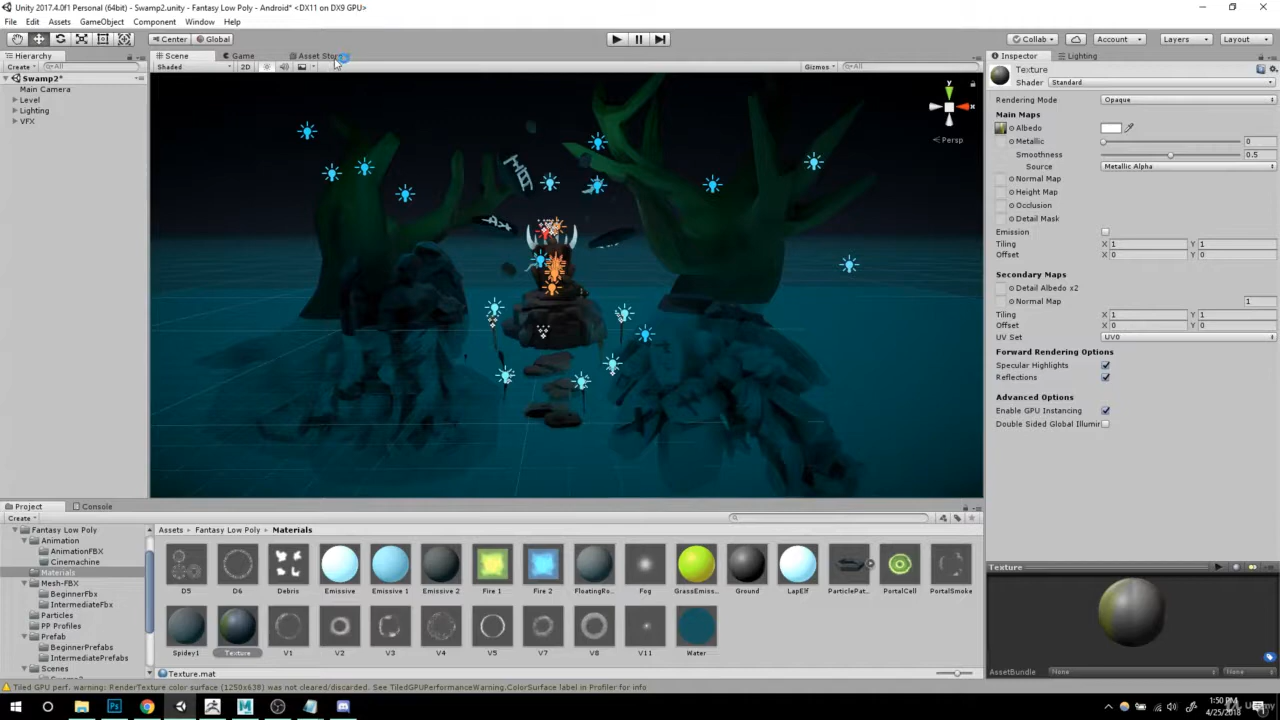 Unity 2017.4.0f1 Personal (64bit) - Swamp2.unity - Fantasy Low Poly - Android* <DX11 on DX9 GPU>
File Edit Assets GameObject Component Window Help
Center Global Collab Account Layers Layout
Hierarchy Scene Game Asset Store Inspector Lighting
Create All Shaded 2D Gizmos All Texture
Swamp2* Shader Standard
Main Camera
Level
Lighting
VFX
y
x
Persp
Rendering Mode Opaque
Main Maps
Albedo
Metallic 0
Smoothness 0.5
Source Metallic Alpha
Normal Map
Height Map
Occlusion
Detail Mask
Emission
Tiling X 1 Y 1
Offset X 0 Y 0
Secondary Maps
Detail Albedo x2
Normal Map 1
Tiling X 1 Y 1
Offset X 0 Y 0
UV Set UV0
Forward Rendering Options
Specular Highlights
Reflections
Advanced Options
Enable GPU Instancing
Double Sided Global Illumir
Project Console
Create
Fantasy Low Poly
Animation
AnimationFBX
Cinemachine
Materials
Mesh-FBX
BeginnerFbx
IntermediateFbx
Particles
PP Profiles
Prefab
BeginnerPrefabs
IntermediatePrefabs
Scenes
Assets Fantasy Low Poly Materials
D5 D6 Debris Emissive Emissive 1 Emissive 2 Fire 1 Fire 2 FloatingRo... Fog GrassEmiss... Ground LapElf ParticlePat... PortalCell PortalSmoke
Spidey1 Texture V1 V2 V3 V4 V5 V7 V8 V11 Water
Texture.mat
Texture
AssetBundle None None
Tiled GPU perf. warning: RenderTexture color surface (1250x638) was not cleared/discarded. See TiledGPUPerformanceWarning.ColorSurface label in Profiler for info
1:50 PM
4/25/2018
Udemy